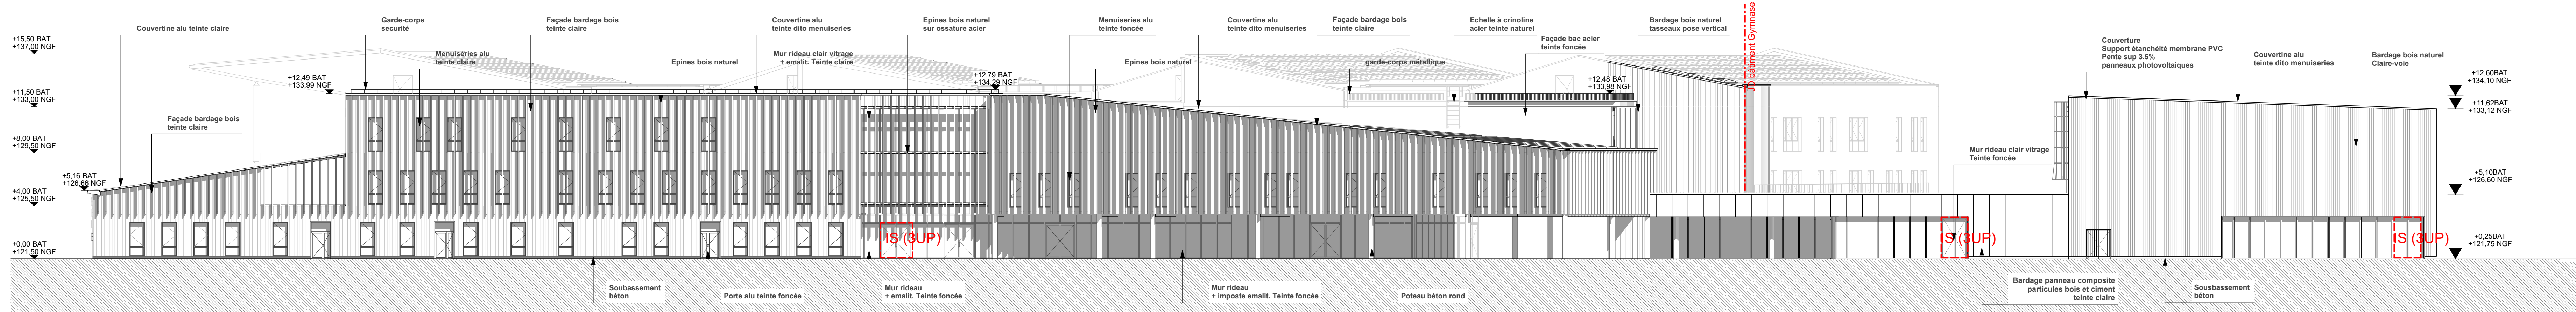 +15,50 BAT
+137,00 NGF
+11,50 BAT
+133,00 NGF
+8,00 BAT
+129,50 NGF
+4,00 BAT
+125,50 NGF
+0,00 BAT
+121,50 NGF
+5,16 BAT
+126,66 NGF
Couvertine alu teinte claire
Façade bardage bois
teinte claire
+12,49 BAT
+133,99 NGF
Garde-corps
securité
Menuiseries alu
teinte claire
Façade bardage bois
teinte claire
Epines bois naturel
Couvertine alu
teinte dito menuiseries
Mur rideau clair vitrage
+ emalit. Teinte claire
Epines bois naturel
sur ossature acier
+12,79 BAT
+134,29 NGF
Menuiseries alu
teinte foncée
Epines bois naturel
Couvertine alu
teinte dito menuiseries
Façade bardage bois
teinte claire
garde-corps métallique
Echelle à crinoline
acier teinte naturel
Façade bac acier
teinte foncée
+12,48 BAT
+133,98 NGF
Bardage bois naturel
tasseaux pose vertical
JD bâtiment Gymnase
Mur rideau clair vitrage
Teinte foncée
Couverture
Support étanchéité membrane PVC
Pente sup 3.5%
panneaux photovoltaiques
Couvertine alu
teinte dito menuiseries
Bardage bois naturel
Claire-voie
+12,60BAT
+134,10 NGF
+11,62BAT
+133,12 NGF
+5,10BAT
+126,60 NGF
+0,25BAT
+121,75 NGF
IS (3UP)
IS (3UP)
IS (3UP)
Soubassement
béton
Porte alu teinte foncée
Mur rideau
+ emalit. Teinte foncée
Mur rideau
+ imposte emalit. Teinte foncée
Poteau béton rond
Bardage panneau composite
particules bois et ciment
teinte claire
Sousbassement
béton